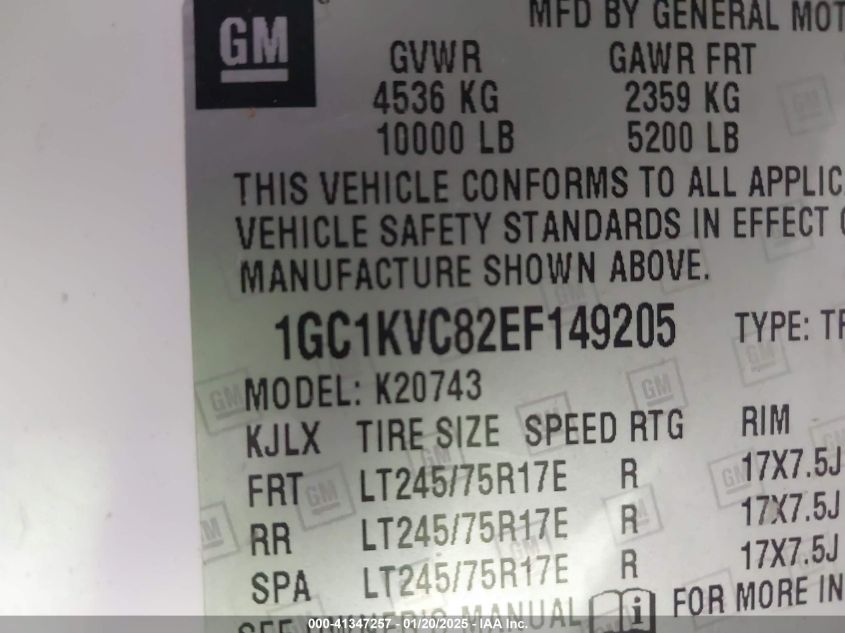 GM
MFD BY GENERAL MOT
GVWR GAWR FRT
4536 KG 2359 KG
10000 LB 5200 LB
THIS VEHICLE CONFORMS TO ALL APPLIC
VEHICLE SAFETY STANDARDS IN EFFECT
MANUFACTURE SHOWN ABOVE.
1GC1KVC82EF149205 TYPE: TR
MODEL: K20743
KJLX TIRE SIZE SPEED RTG RIM
FRT LT245/75R17E R 17X7.5J
RR LT245/75R17E R 17X7.5J
SPA LT245/75R17E R 17X7.5J
SEE OWNER'S MANUAL FOR MORE IN
000-41347257 - 01/20/2025 - IAA Inc.